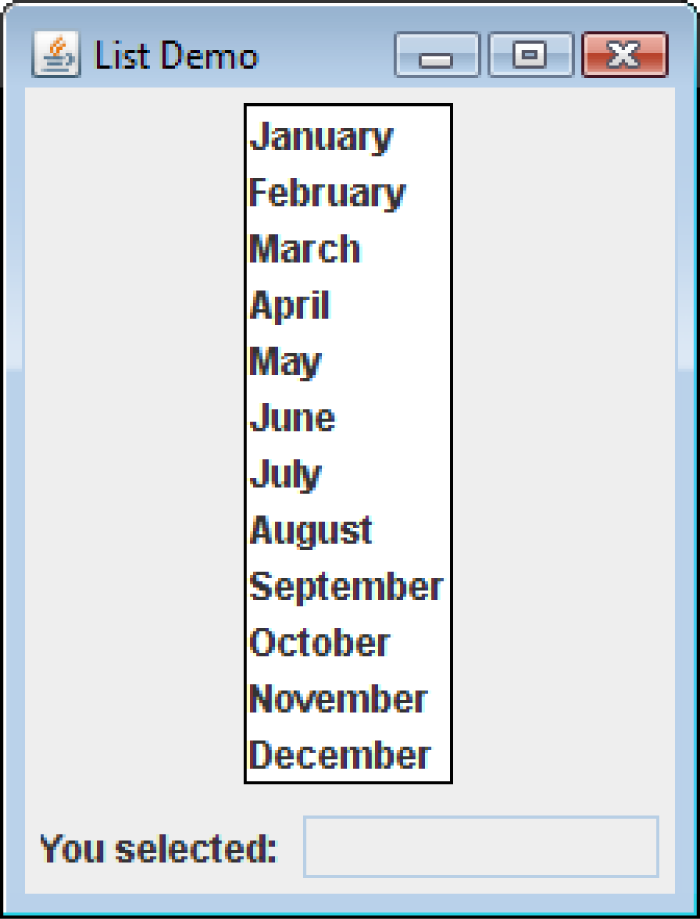 List Demo
January
February
March
April
May
June
July
August
September
October
November
December
You selected: